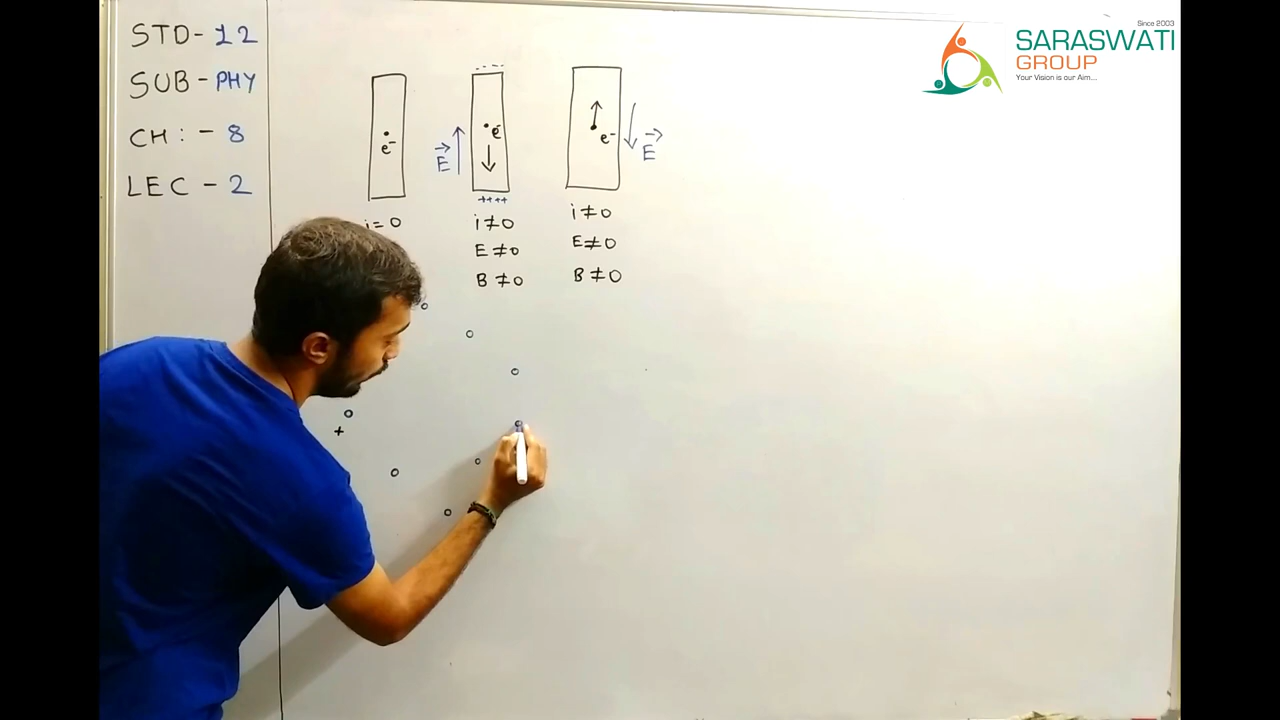 STD - 12
SUB - PHY
CH : - 8
LEC - 2
Since 2003
SARASWATI
GROUP
Your Vision is our Aim...
- - - -
e⁻
e⁻
e⁻
E⃗
E⃗
++++
i = 0
i ≠ 0
E ≠ 0
B ≠ 0
i ≠ 0
E ≠ 0
B ≠ 0
+